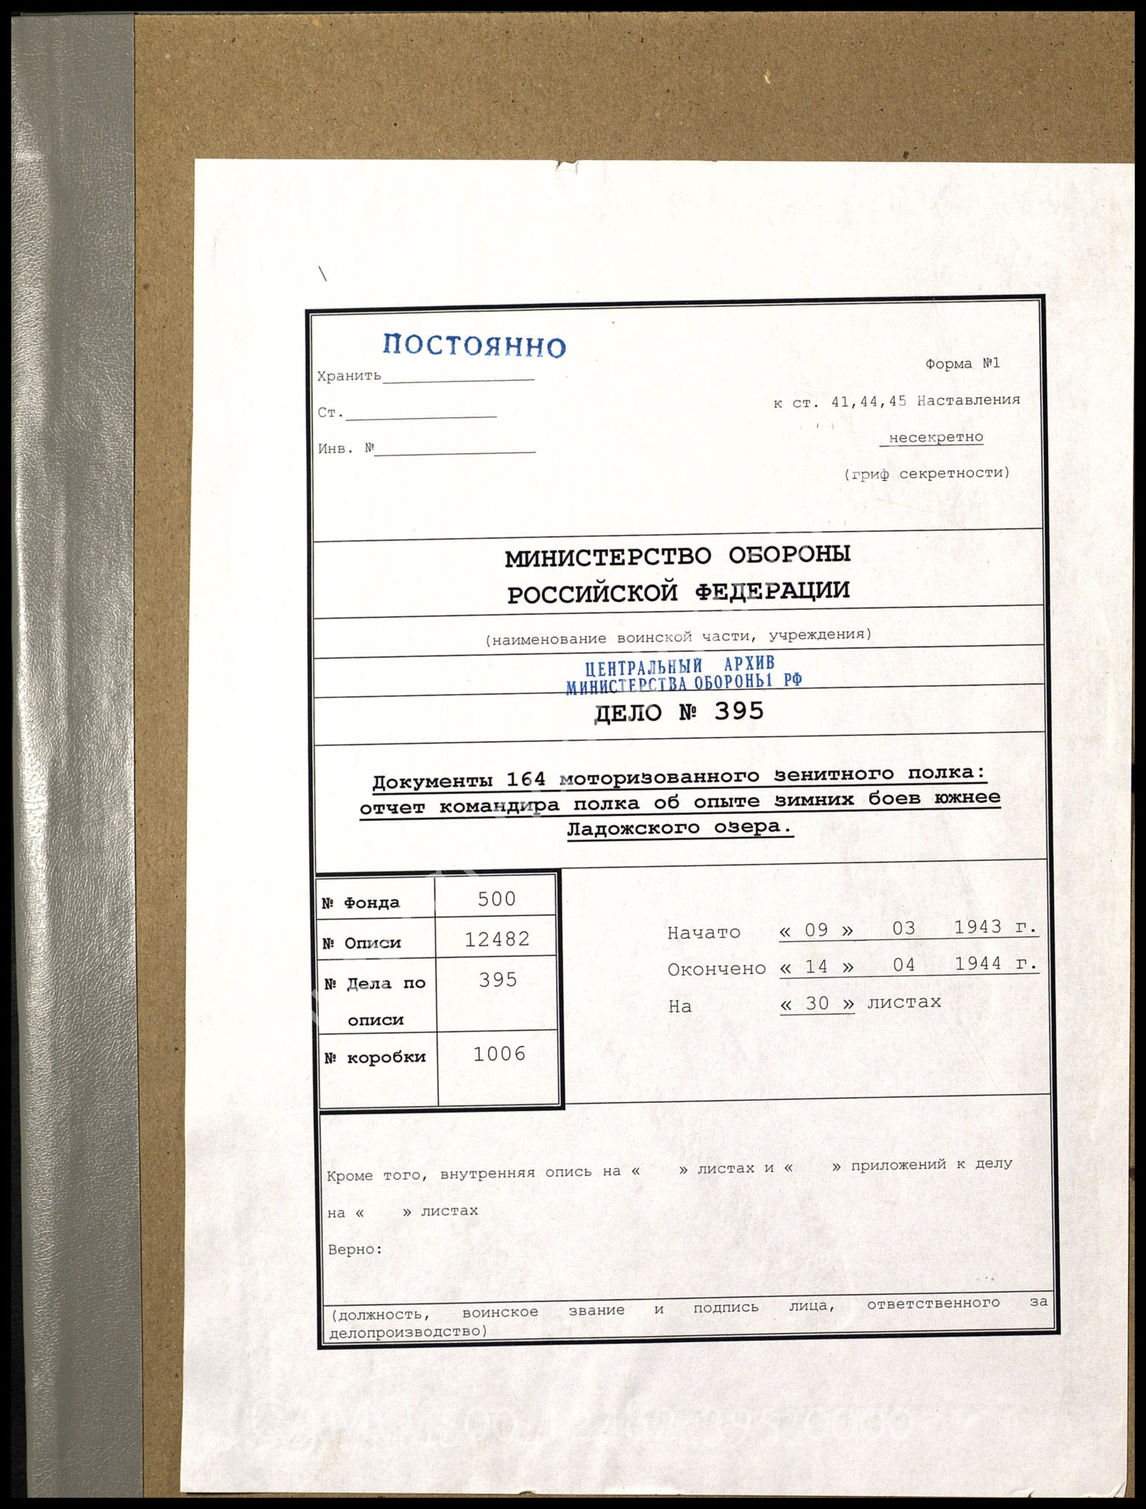 ПОСТОЯННО
Хранить
Форма №1
Ст.
к ст. 41,44,45 Наставления
Инв. №
несекретно
(гриф секретности)
МИНИСТЕРСТВО ОБОРОНЫ
РОССИЙСКОЙ ФЕДЕРАЦИИ
(наименование воинской части, учреждения)
ЦЕНТРАЛЬНЫЙ АРХИВ
МИНИСТЕРСТВА ОБОРОНЫ РФ
ДЕЛО № 395
Документы 164 моторизованного зенитного полка:
отчет командира полка об опыте зимних боев южнее
Ладожского озера.
№ Фонда 500
№ Описи 12482
№ Дела по 395
описи
№ коробки 1006
Начато « 09 » 03 1943 г.
Окончено « 14 » 04 1944 г.
На « 30 » листах
Кроме того, внутренняя опись на « » листах и « » приложений к делу
на « » листах
Верно:
(должность, воинское звание и подпись лица, ответственного за
делопроизводство)